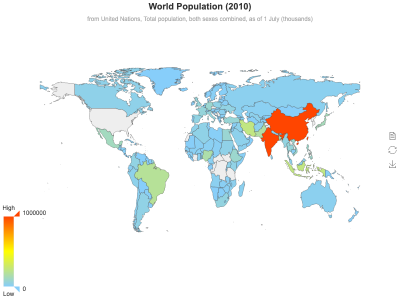 World Population (2010)
from United Nations, Total population, both sexes combined, as of 1 July (thousands)
High
1000000
0
Low